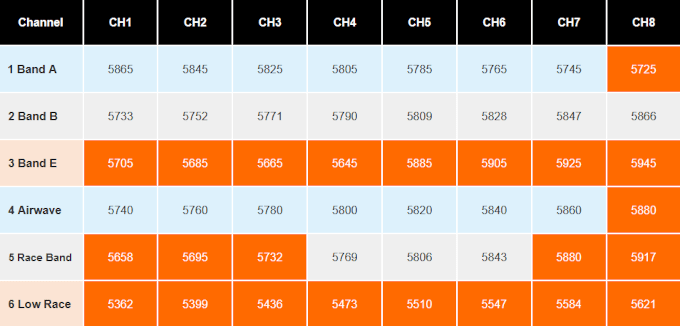 Channel CH1 CH2 CH3 CH4 CH5 CH6 CH7 CH8
1 Band A 5865 5845 5825 5805 5785 5765 5745 5725
2 Band B 5733 5752 5771 5790 5809 5828 5847 5866
3 Band E 5705 5685 5665 5645 5885 5905 5925 5945
4 Airwave 5740 5760 5780 5800 5820 5840 5860 5880
5 Race Band 5658 5695 5732 5769 5806 5843 5880 5917
6 Low Race 5362 5399 5436 5473 5510 5547 5584 5621